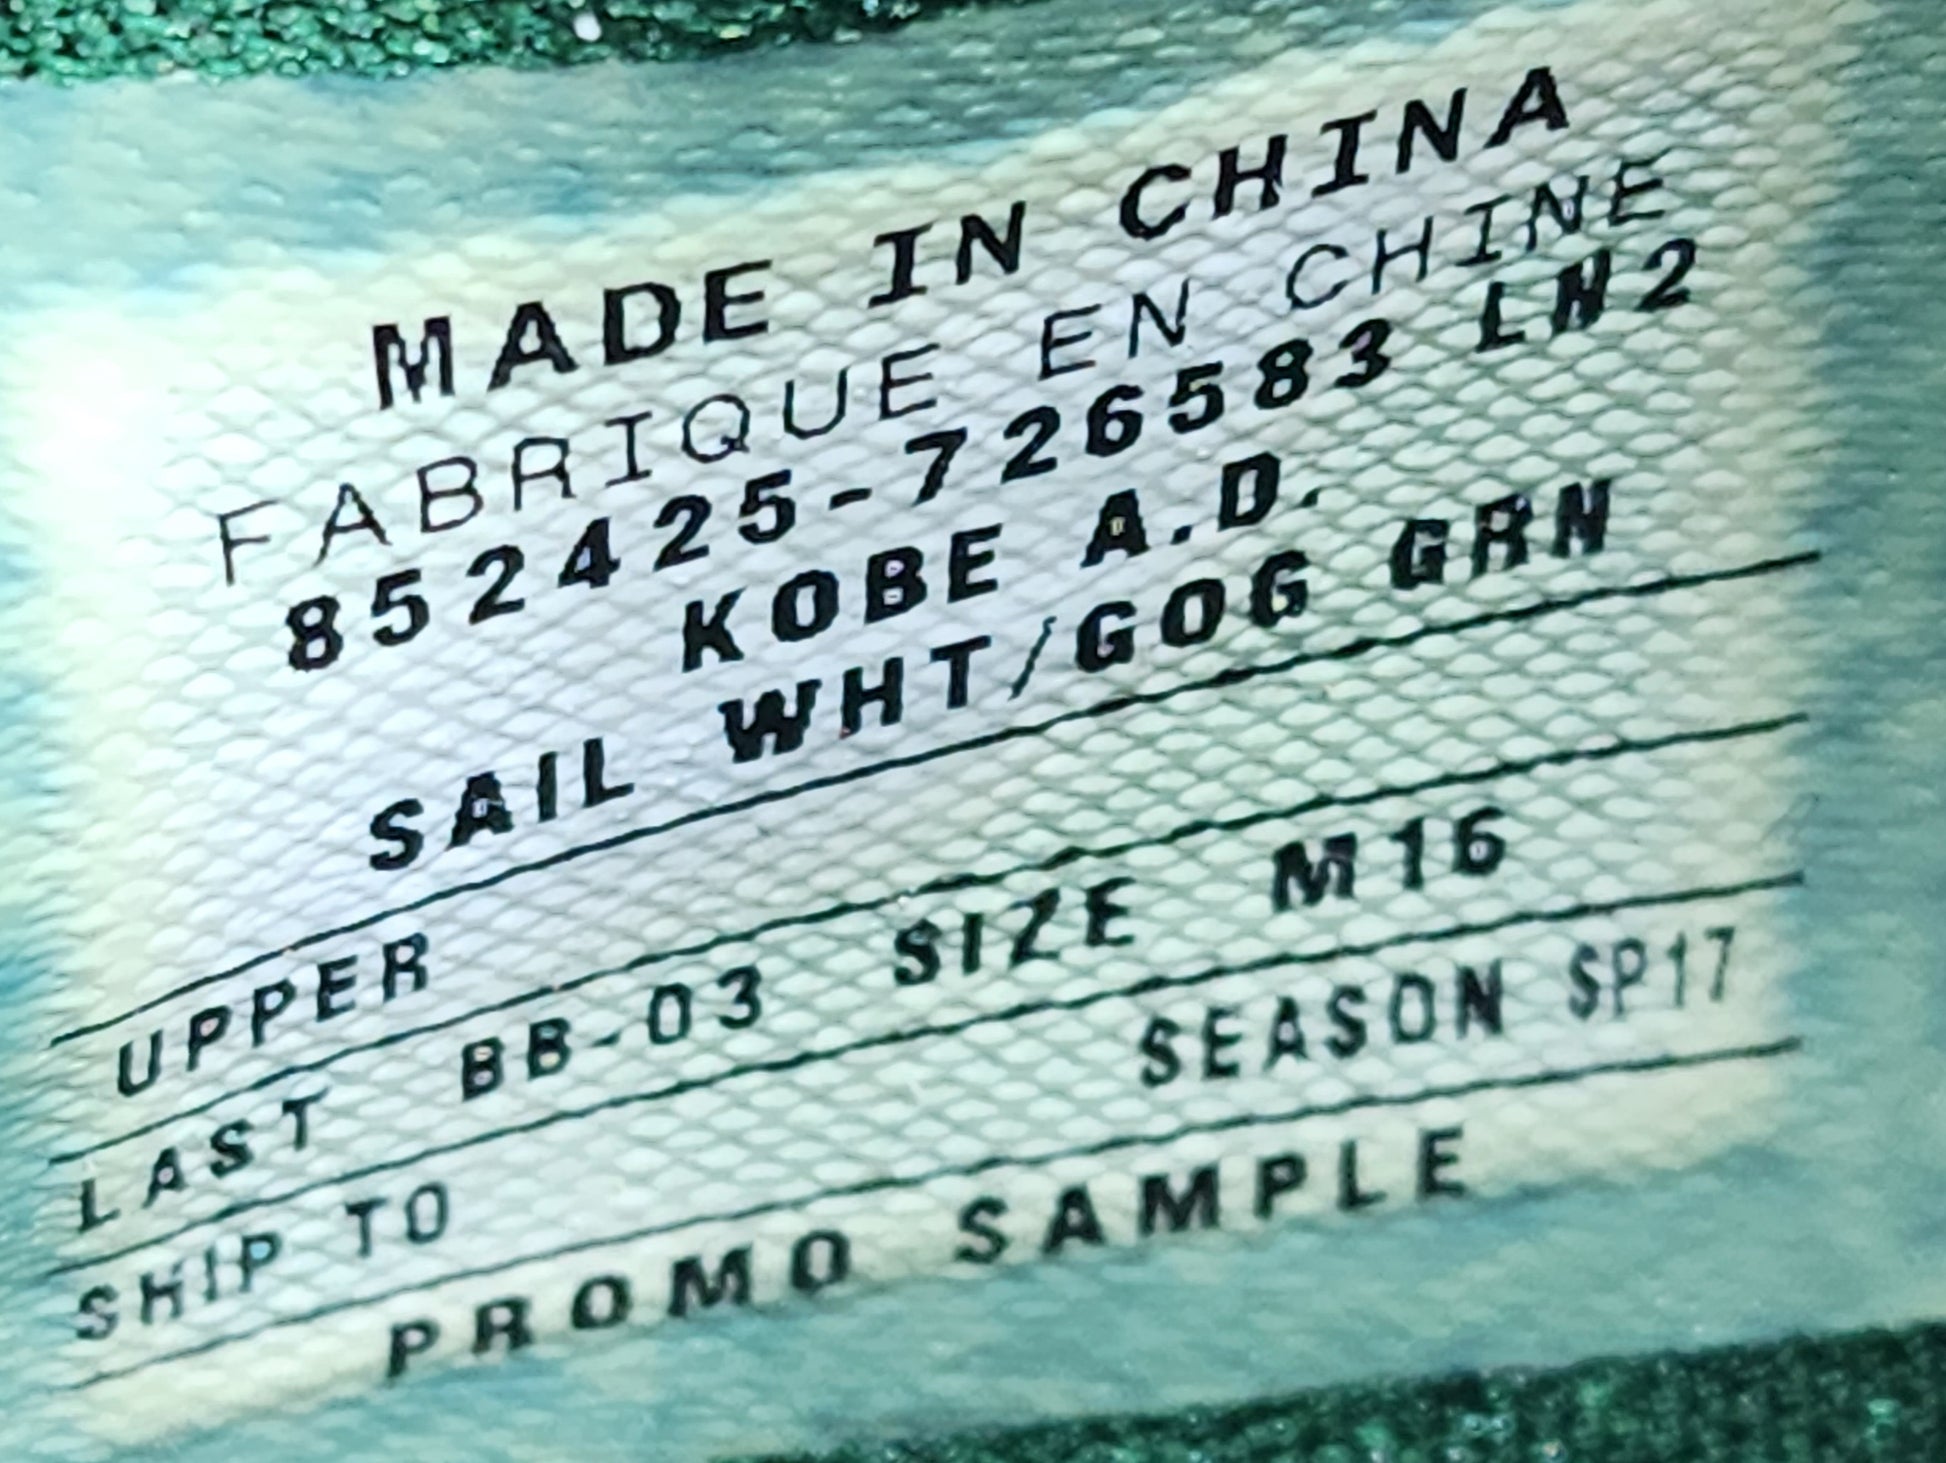 MADE IN CHINA
FABRIQUE EN CHINE
852425-726583 LN2
KOBE A.D.
SAIL WHT/GOG GRN
UPPER
LAST BB-03 SIZE M16
SHIP TO SEASON SP17
PROMO SAMPLE